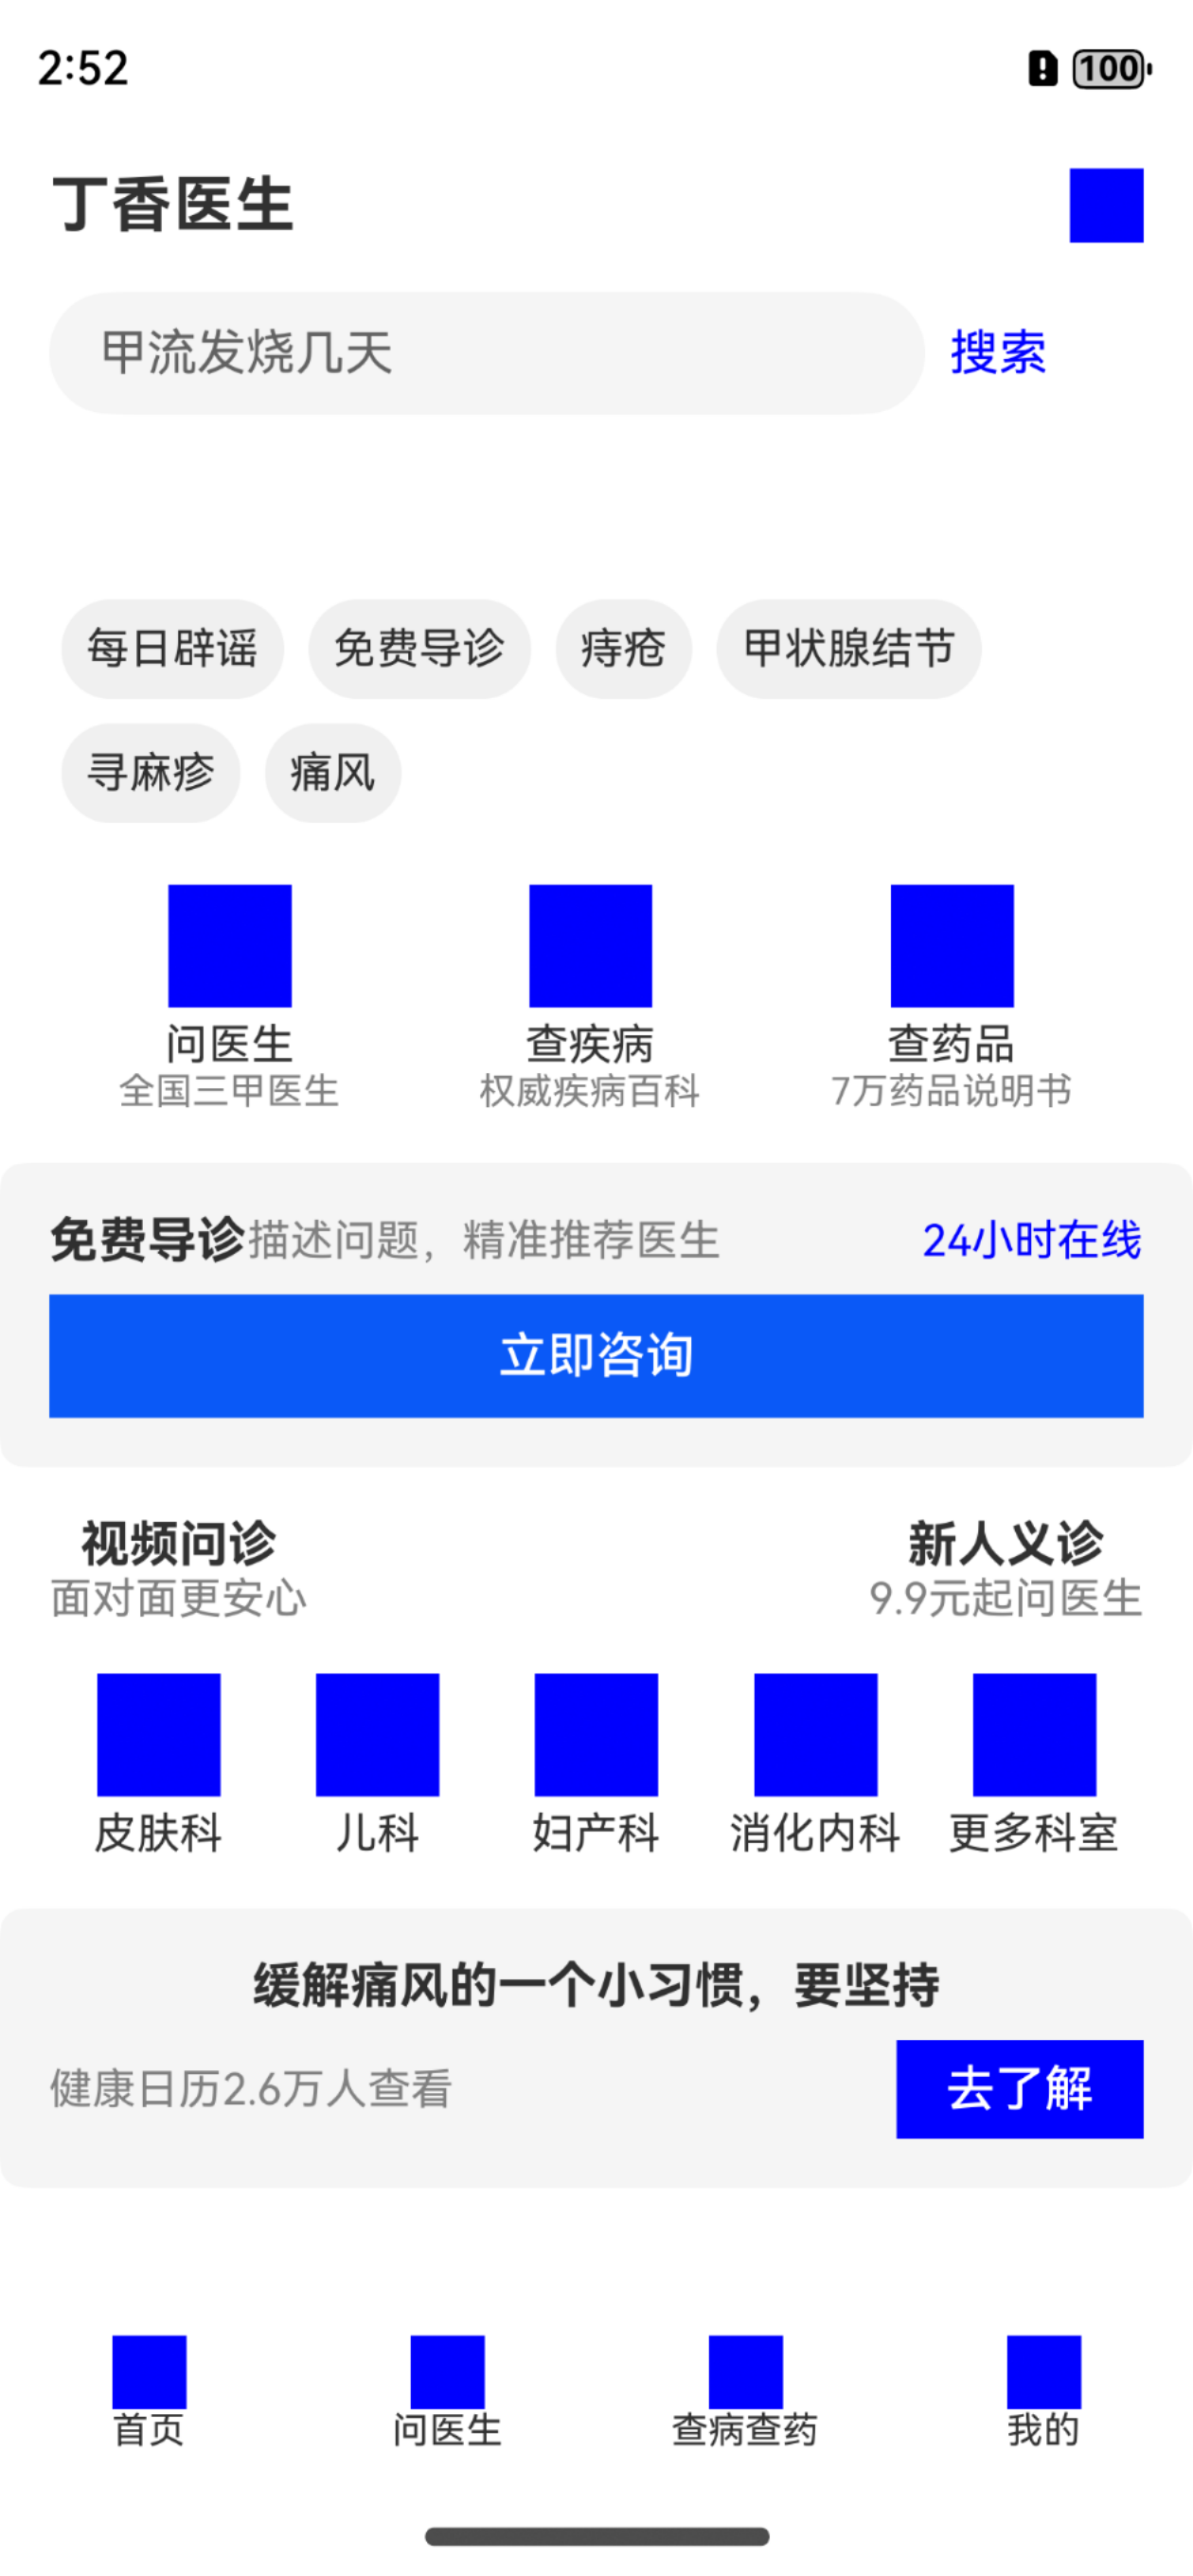 2:52
100
丁香医生
甲流发烧几天 搜索
每日辟谣 免费导诊 痔疮 甲状腺结节
寻麻疹 痛风
问医生 查疾病 查药品
全国三甲医生 权威疾病百科 7万药品说明书
免费导诊描述问题，精准推荐医生 24小时在线
立即咨询
视频问诊 新人义诊
面对面更安心 9.9元起问医生
皮肤科 儿科 妇产科 消化内科 更多科室
缓解痛风的一个小习惯，要坚持
健康日历2.6万人查看 去了解
首页 问医生 查病查药 我的